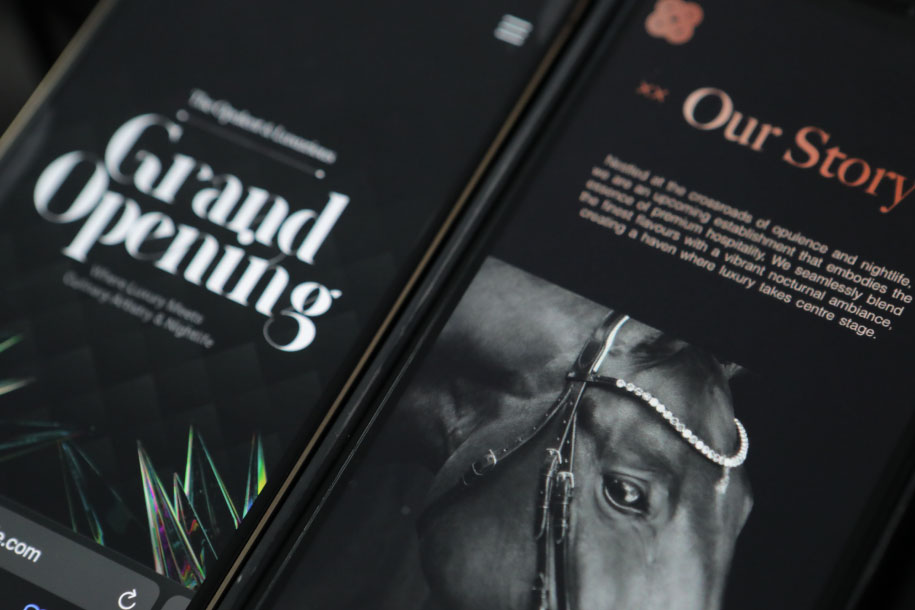 The Opulent & Luxurious
Grand
Opening
Where Luxury Meets
Culinary Artistry & Nightlife
e.com
Our Story
Nestled at the crossroads of opulence and nightlife,
we are an upcoming establishment that embodies the
essence of premium hospitality. We seamlessly blend
the finest flavours with a vibrant nocturnal ambiance,
creating a haven where luxury takes centre stage.